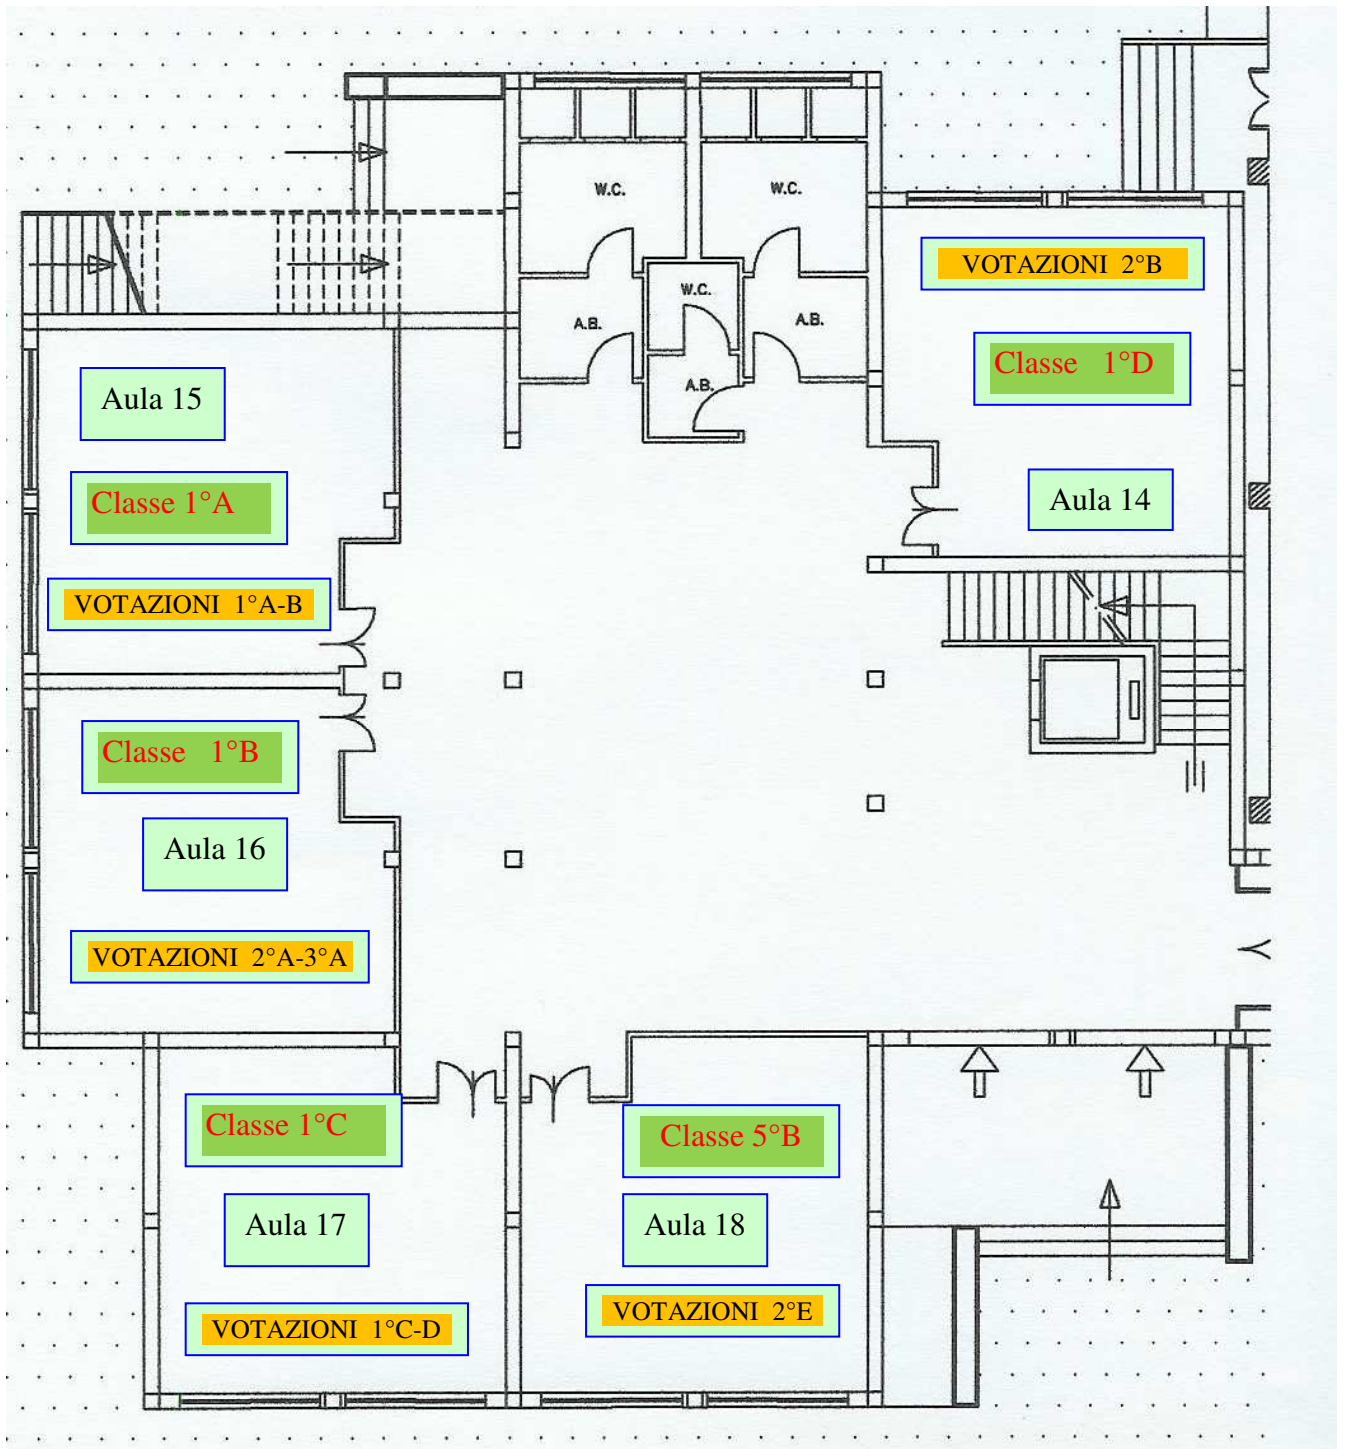 W.C.
W.C.
W.C.
A.B.
A.B.
A.B.
VOTAZIONI 2°B
Classe 1°D
Aula 14
Aula 15
Classe 1°A
VOTAZIONI 1°A-B
Classe 1°B
Aula 16
VOTAZIONI 2°A-3°A
Classe 1°C
Aula 17
VOTAZIONI 1°C-D
Classe 5°B
Aula 18
VOTAZIONI 2°E